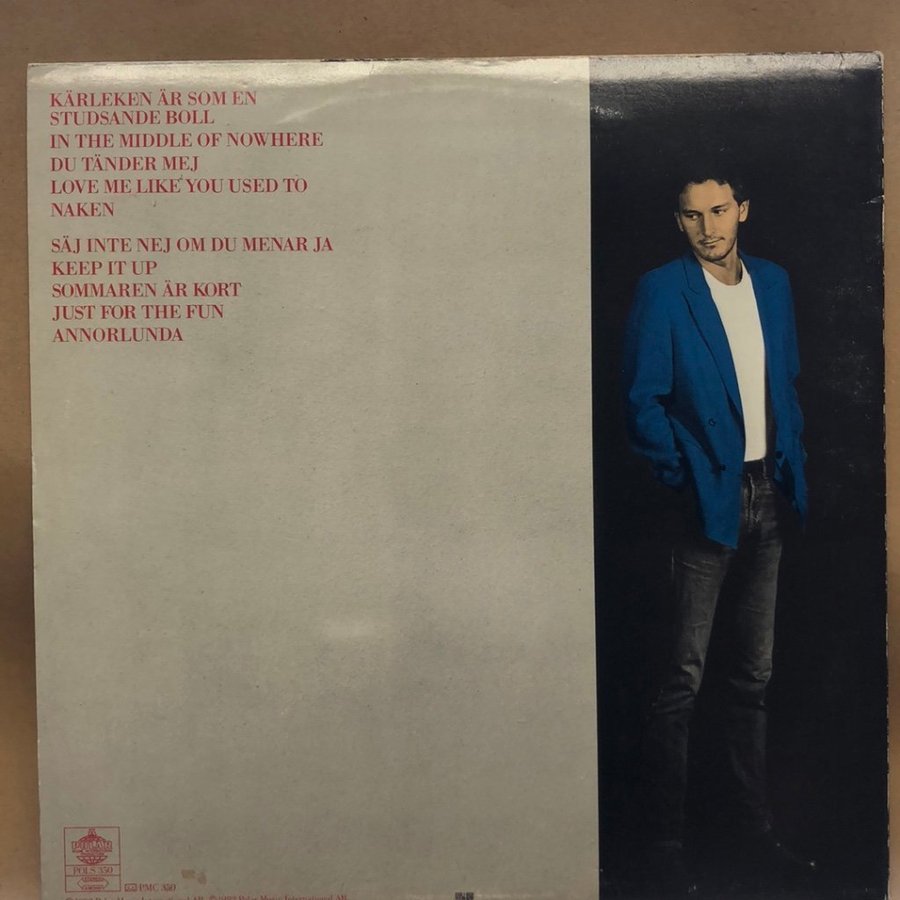 KÄRLEKEN ÄR SOM EN
STUDSANDE BOLL
IN THE MIDDLE OF NOWHERE
DU TÄNDER MEJ
LOVE ME LIKE YOU USED TO
NAKEN
SÄJ INTE NEJ OM DU MENAR JA
KEEP IT UP
SOMMAREN ÄR KORT
JUST FOR THE FUN
ANNORLUNDA
POLAR
POLS 350
STEREO
PMC 350